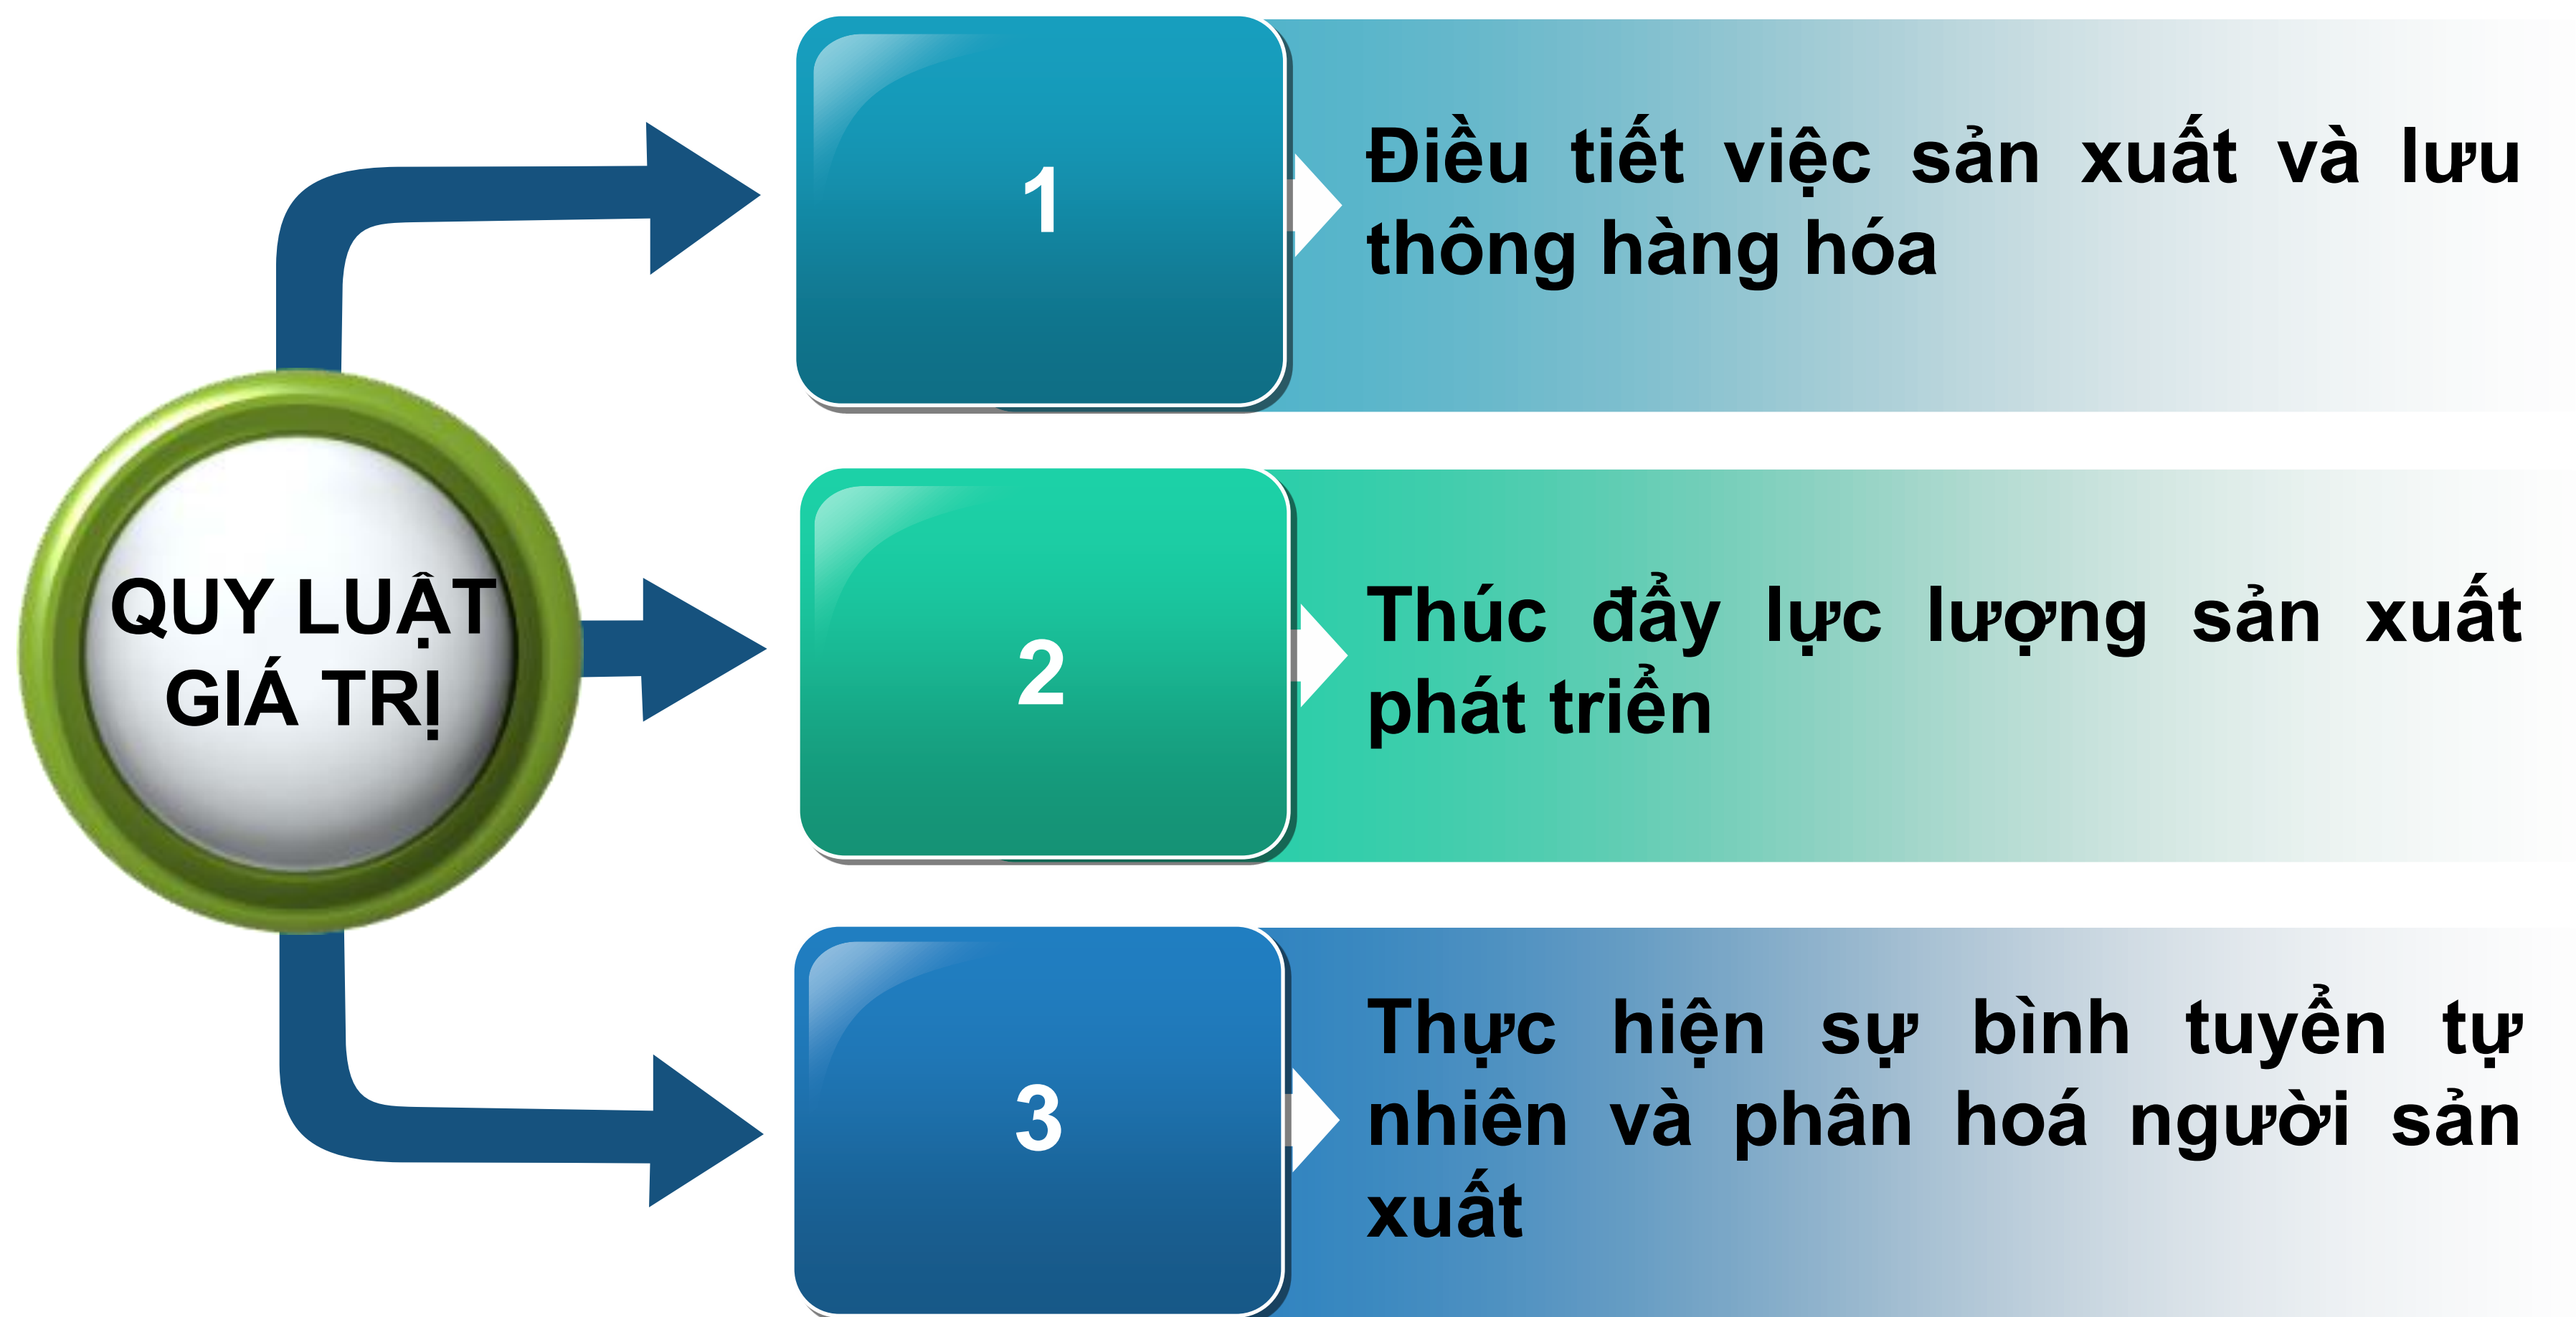 QUY LUẬT
GIÁ TRỊ
1
Điều tiết việc sản xuất và lưu
thông hàng hóa
2
Thúc đẩy lực lượng sản xuất
phát triển
3
Thực hiện sự bình tuyển tự
nhiên và phân hoá người sản
xuất